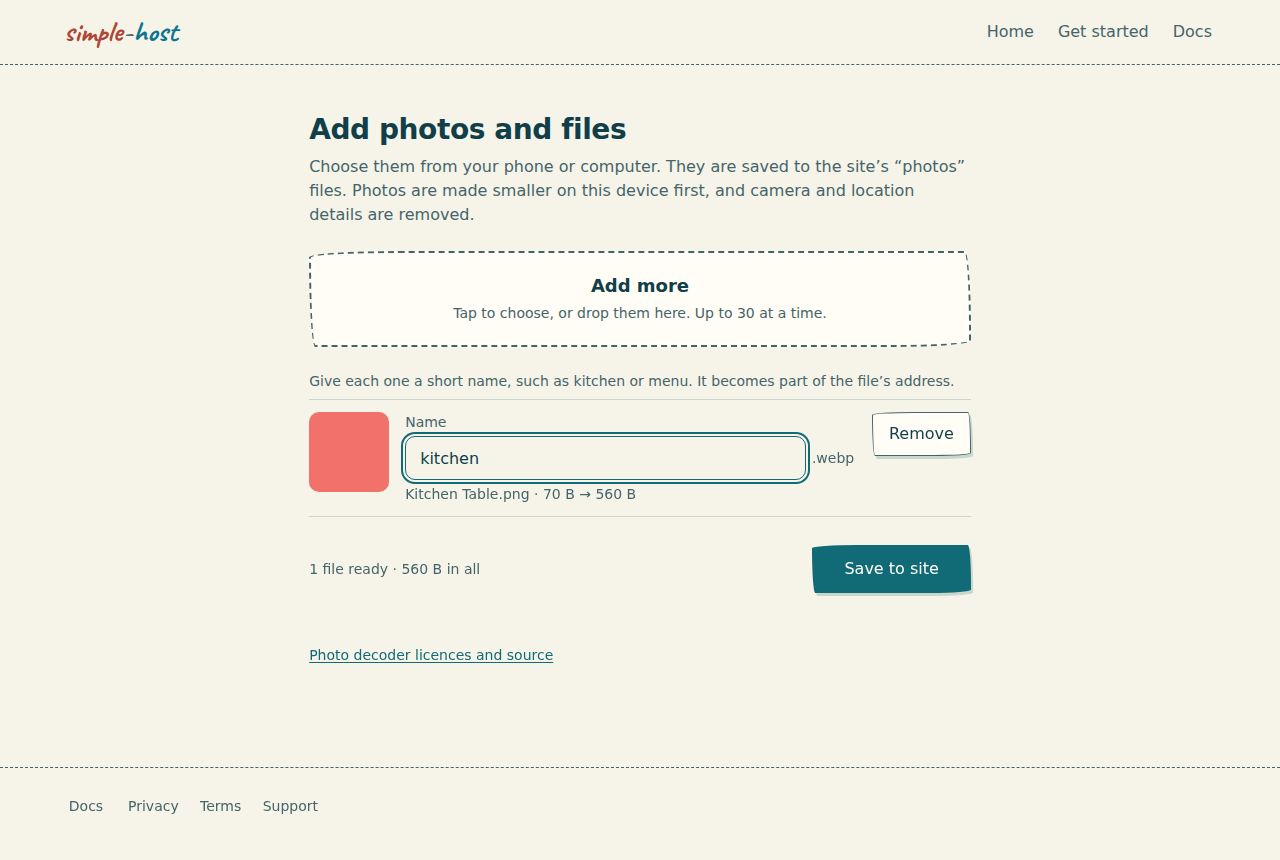 simple-host
Home Get started Docs
Add photos and files
Choose them from your phone or computer. They are saved to the site’s “photos”
files. Photos are made smaller on this device first, and camera and location
details are removed.
Add more
Tap to choose, or drop them here. Up to 30 at a time.
Give each one a short name, such as kitchen or menu. It becomes part of the file’s address.
Name
kitchen
.webp
Remove
Kitchen Table.png · 70 B → 560 B
1 file ready · 560 B in all
Save to site
Photo decoder licences and source
Docs Privacy Terms Support